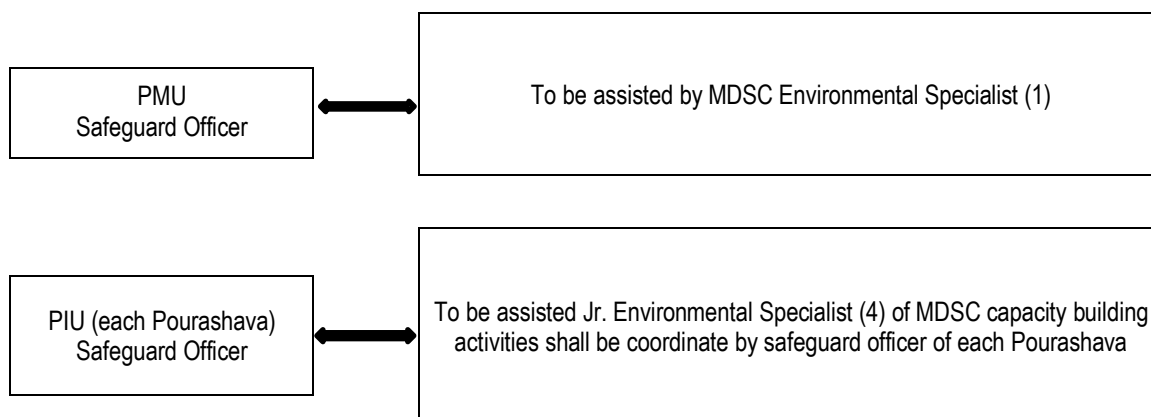 PMU
Safeguard Officer
To be assisted by MDSC Environmental Specialist (1)
PIU (each Pourashava)
Safeguard Officer
To be assisted Jr. Environmental Specialist (4) of MDSC capacity building
activities shall be coordinate by safeguard officer of each Pourashava